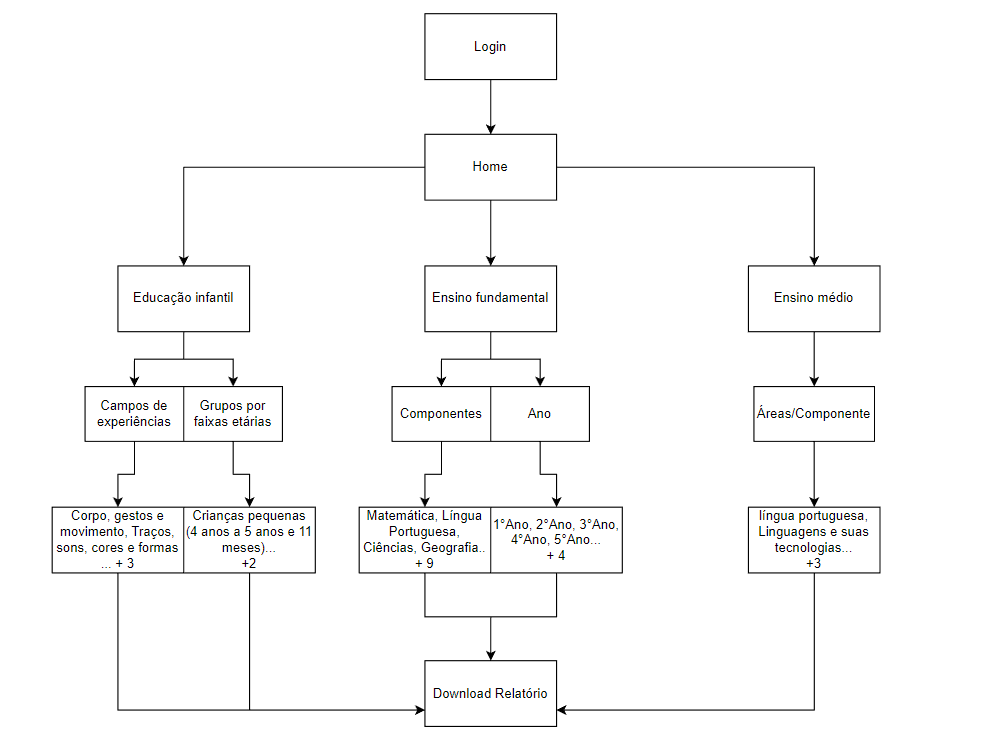 Login
Home
Educação infantil
Ensino fundamental
Ensino médio
Campos de
experiências
Grupos por
faixas etárias
Componentes
Ano
Áreas/Componente
Corpo, gestos e
movimento, Traços,
sons, cores e formas
... + 3
Crianças pequenas
(4 anos a 5 anos e 11
meses)...
+2
Matemática, Língua
Portuguesa,
Ciências, Geografia..
+ 9
1°Ano, 2°Ano, 3°Ano,
4°Ano, 5°Ano...
+ 4
língua portuguesa,
Linguagens e suas
tecnologias...
+3
Download Relatório